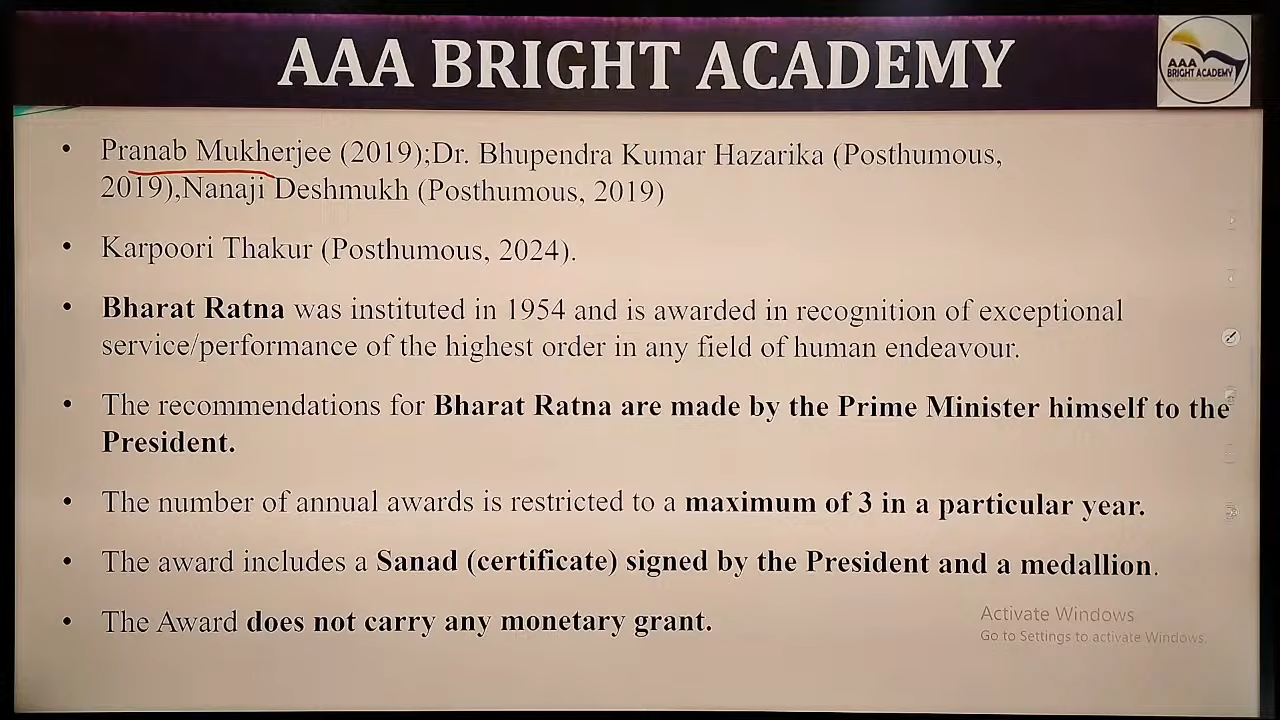 AAA BRIGHT ACADEMY
AAA
BRIGHT ACADEMY
• Pranab Mukherjee (2019);Dr. Bhupendra Kumar Hazarika (Posthumous,
2019),Nanaji Deshmukh (Posthumous, 2019)
• Karpoori Thakur (Posthumous, 2024).
• Bharat Ratna was instituted in 1954 and is awarded in recognition of exceptional
service/performance of the highest order in any field of human endeavour.
• The recommendations for Bharat Ratna are made by the Prime Minister himself to the
President.
• The number of annual awards is restricted to a maximum of 3 in a particular year.
• The award includes a Sanad (certificate) signed by the President and a medallion.
• The Award does not carry any monetary grant.
Activate Windows
Go to Settings to activate Windows.